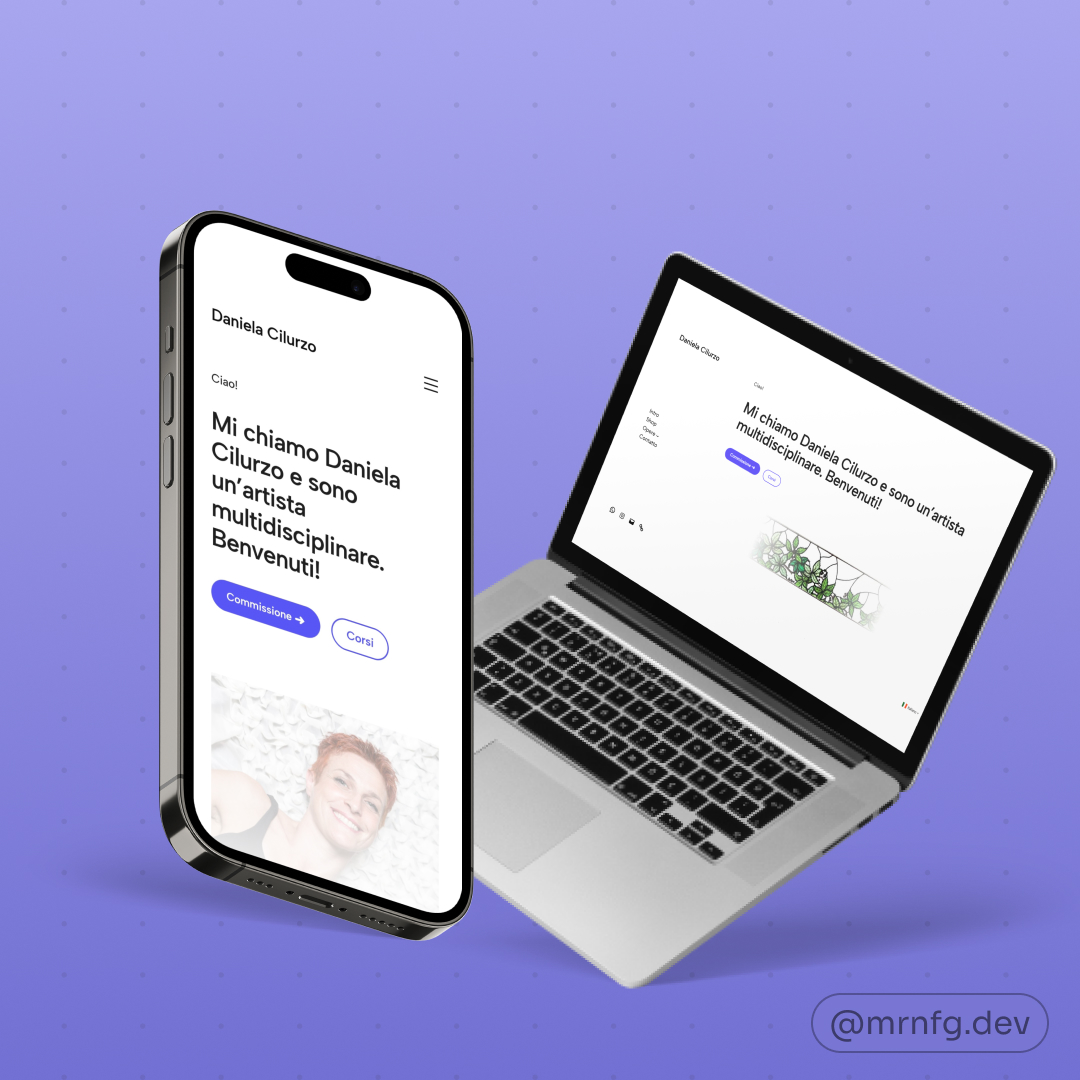 Daniela Cilurzo
Ciao!
Mi chiamo Daniela
Cilurzo e sono
un’artista
multidisciplinare.
Benvenuti!
Commissione ➔
Corsi
Daniela Cilurzo
Ciao!
Intro
Shop
Opere
Contatto
Mi chiamo Daniela Cilurzo e sono un’artista
multidisciplinare. Benvenuti!
Commissione ➔
Corsi
@mrnfg.dev